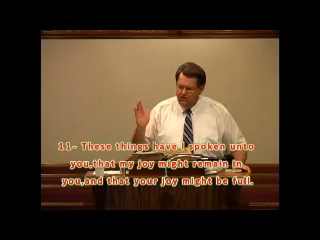 11- These things have I spoken unto
you,that my joy might remain in
you,and that your joy might be full.